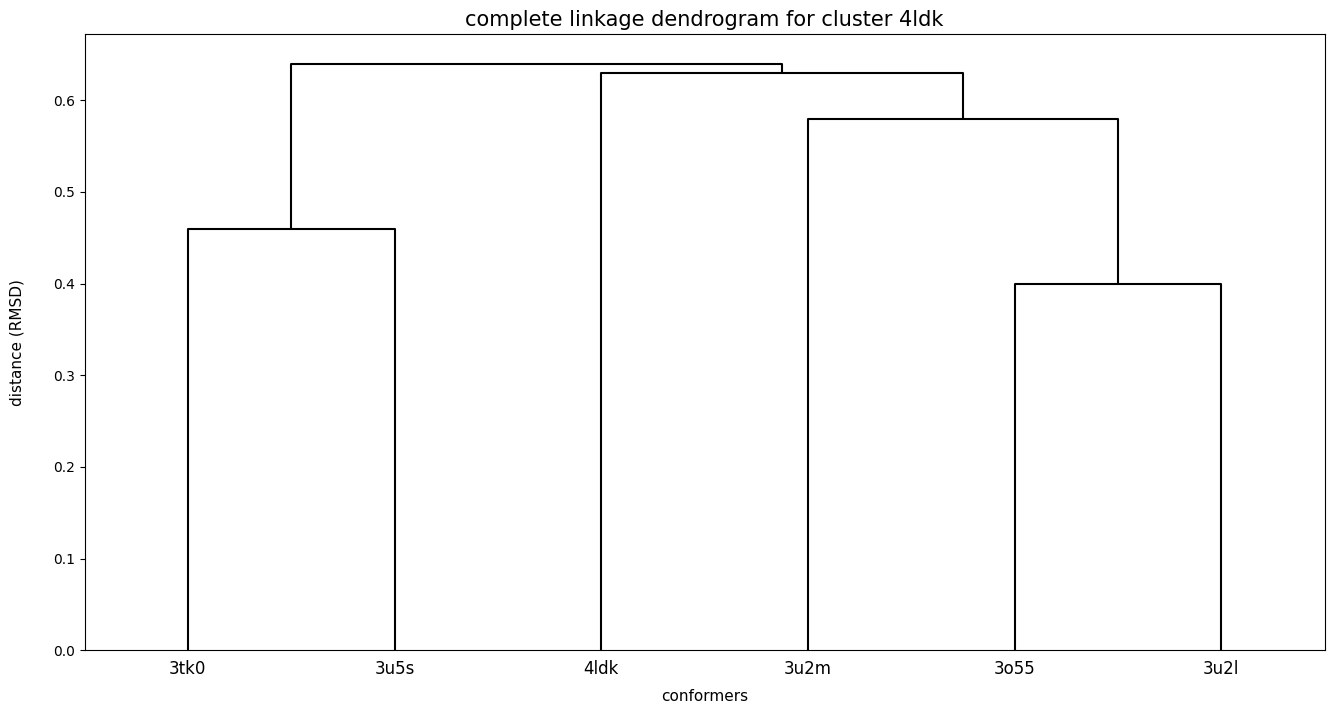 complete linkage dendrogram for cluster 4ldk
0.6
0.5
0.4
0.3
0.2
0.1
0.0
distance (RMSD)
3tk0 3u5s 4ldk 3u2m 3o55 3u2l
conformers